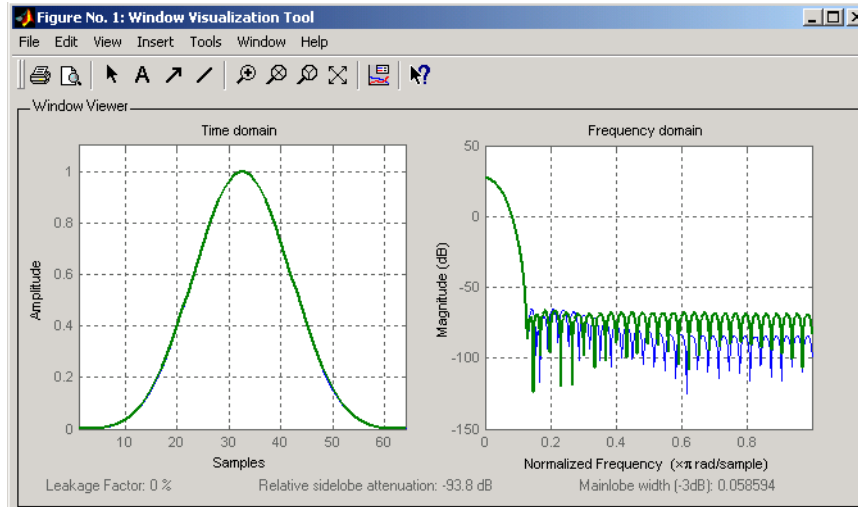 Figure No. 1: Window Visualization Tool
File Edit View Insert Tools Window Help
A
Window Viewer
Time domain
1
0.8
0.6
0.4
0.2
0
Amplitude
10 20 30 40 50 60
Samples
Frequency domain
50
0
-50
-100
-150
Magnitude (dB)
0 0.2 0.4 0.6 0.8
Normalized Frequency (×π rad/sample)
Leakage Factor: 0 % Relative sidelobe attenuation: -93.8 dB Mainlobe width (-3dB): 0.058594